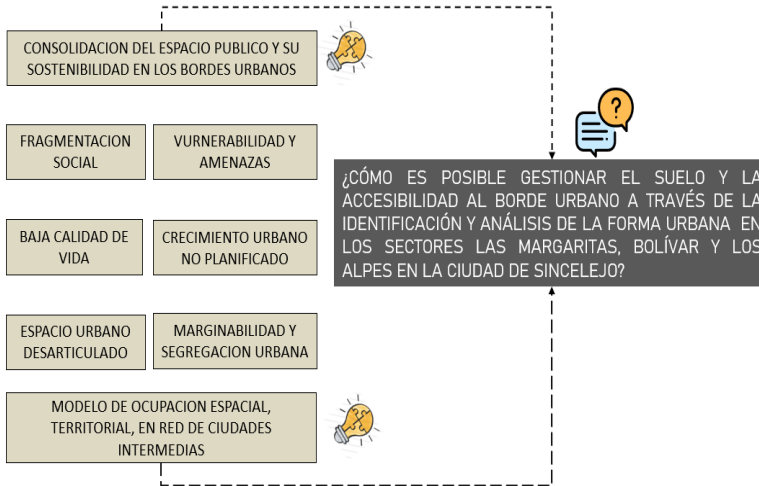 CONSOLIDACION DEL ESPACIO PUBLICO Y SU
SOSTENIBILIDAD EN LOS BORDES URBANOS
FRAGMENTACION
SOCIAL
VURNERABILIDAD Y
AMENAZAS
BAJA CALIDAD DE
VIDA
CRECIMIENTO URBANO
NO PLANIFICADO
ESPACIO URBANO
DESARTICULADO
MARGINABILIDAD Y
SEGREGACION URBANA
MODELO DE OCUPACION ESPACIAL,
TERRITORIAL, EN RED DE CIUDADES
INTERMEDIAS
?
¿CÓMO ES POSIBLE GESTIONAR EL SUELO Y LA
ACCESIBILIDAD AL BORDE URBANO A TRAVÉS DE LA
IDENTIFICACIÓN Y ANÁLISIS DE LA FORMA URBANA EN
LOS SECTORES LAS MARGARITAS, BOLÍVAR Y LOS
ALPES EN LA CIUDAD DE SINCELEJO?